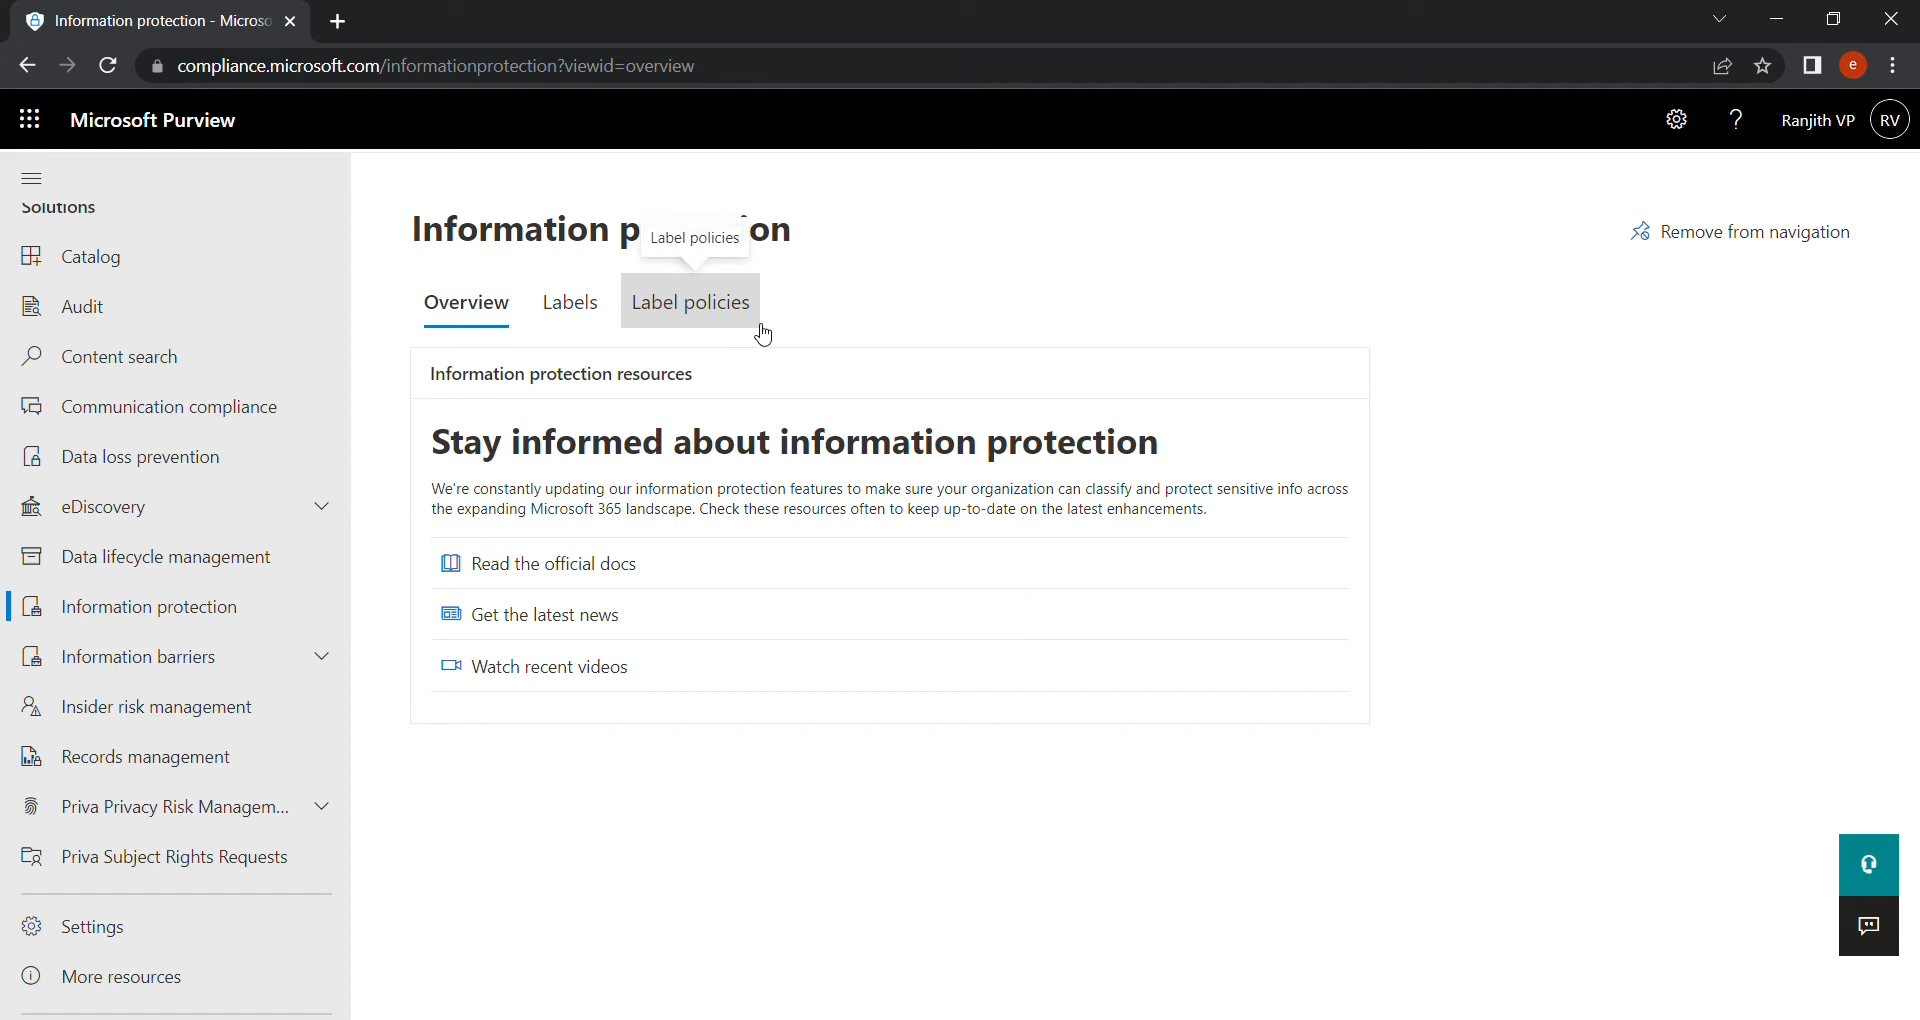 Information protection - Microso
compliance.microsoft.com/informationprotection?viewid=overview
e
Microsoft Purview
Ranjith VP
RV
Solutions
Catalog
Audit
Content search
Communication compliance
Data loss prevention
eDiscovery
Data lifecycle management
Information protection
Information barriers
Insider risk management
Records management
Priva Privacy Risk Managem...
Priva Subject Rights Requests
Settings
More resources
Information p on
Label policies
Remove from navigation
Overview
Labels
Label policies
Information protection resources
Stay informed about information protection
We're constantly updating our information protection features to make sure your organization can classify and protect sensitive info across
the expanding Microsoft 365 landscape. Check these resources often to keep up-to-date on the latest enhancements.
Read the official docs
Get the latest news
Watch recent videos